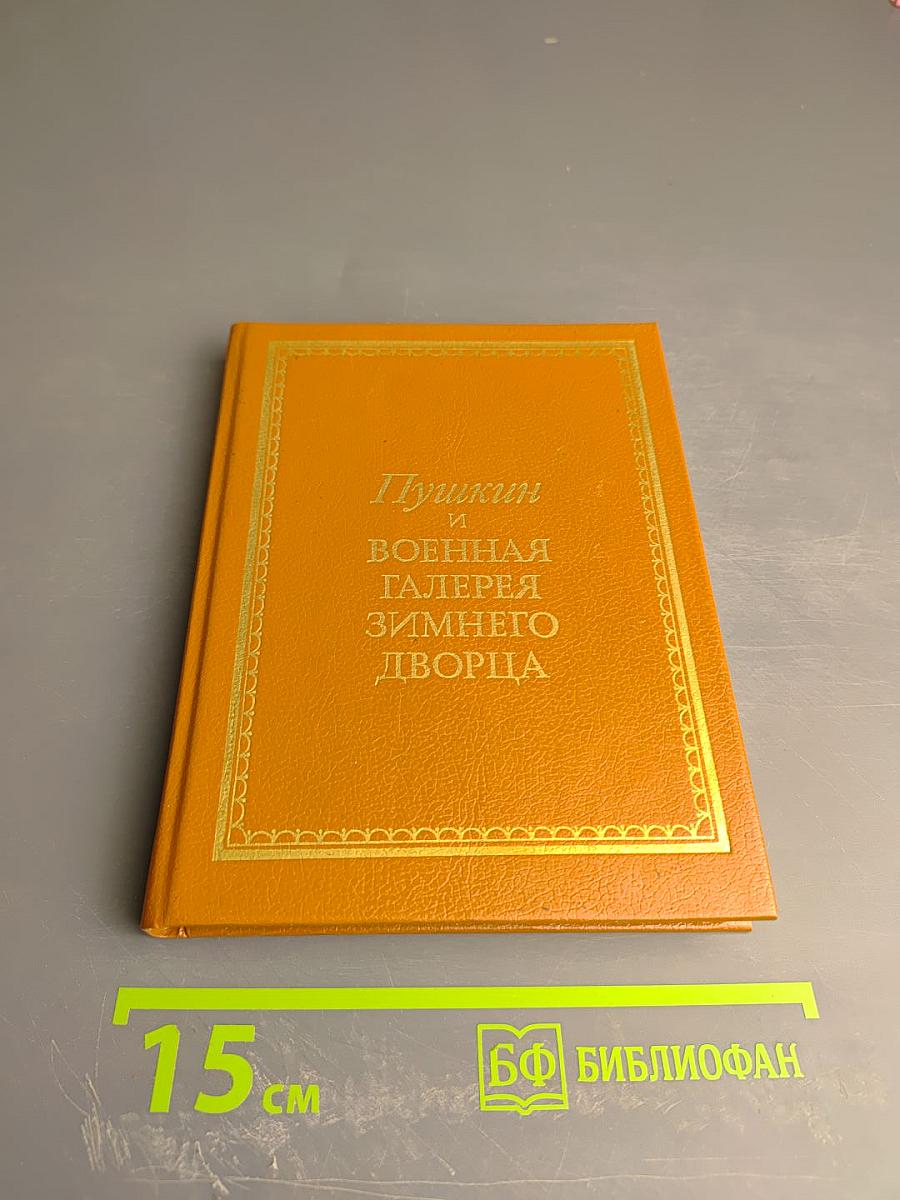 Пушкин
и
ВОЕННАЯ
ГАЛЕРЕЯ
ЗИМНЕГО
ДВОРЦА
15 см
БФ БИБЛИОФАН